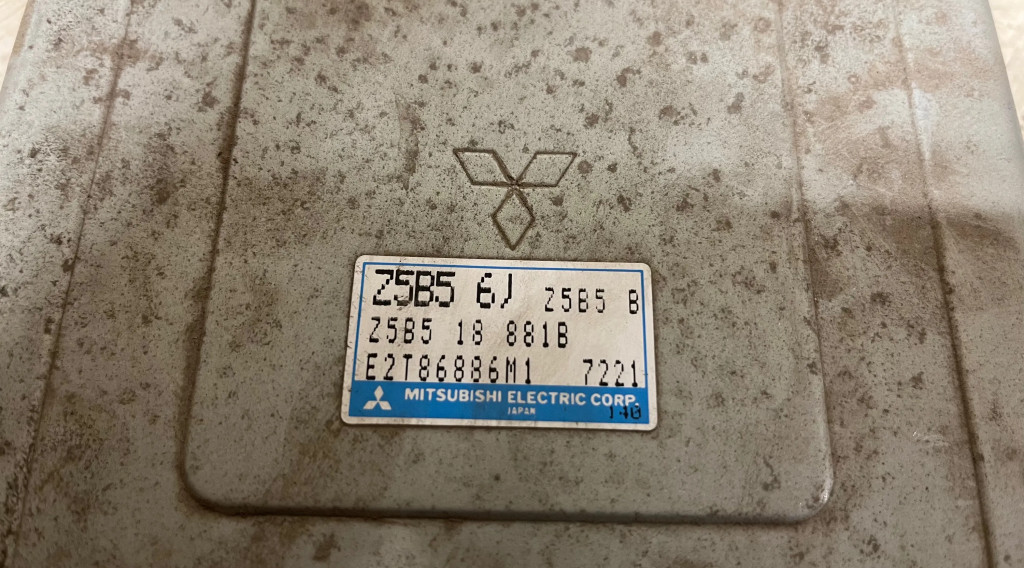 Z5B5 6J Z5B5 B
Z5B5 18 881B
E2T86886M1 7221
MITSUBISHI ELECTRIC CORP.
JAPAN 140